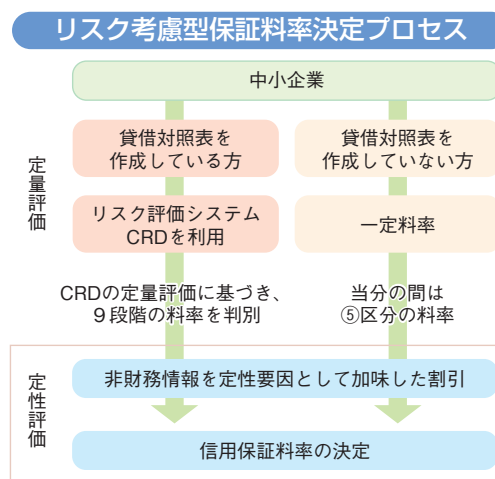 リスク考慮型保証料率決定プロセス
中小企業
定量評価
貸借対照表を
作成している方
貸借対照表を
作成していない方
リスク評価システム
CRDを利用
一定料率
CRDの定量評価に基づき、
9段階の料率を判別
当分の間は
⑤区分の料率
定性評価
非財務情報を定性要因として加味した割引
信用保証料率の決定